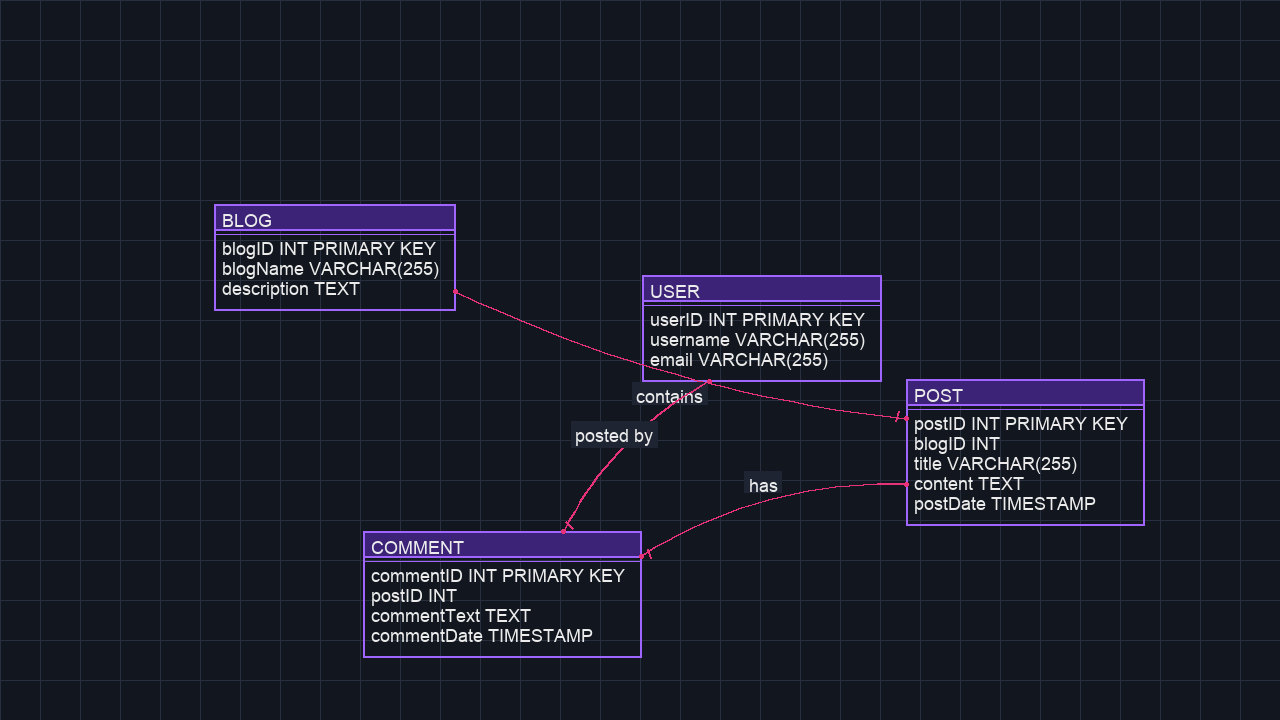 BLOG
blogID INT PRIMARY KEY
blogName VARCHAR(255)
description TEXT
USER
userID INT PRIMARY KEY
username VARCHAR(255)
email VARCHAR(255)
contains
posted by
POST
postID INT PRIMARY KEY
blogID INT
title VARCHAR(255)
content TEXT
postDate TIMESTAMP
has
COMMENT
commentID INT PRIMARY KEY
postID INT
commentText TEXT
commentDate TIMESTAMP